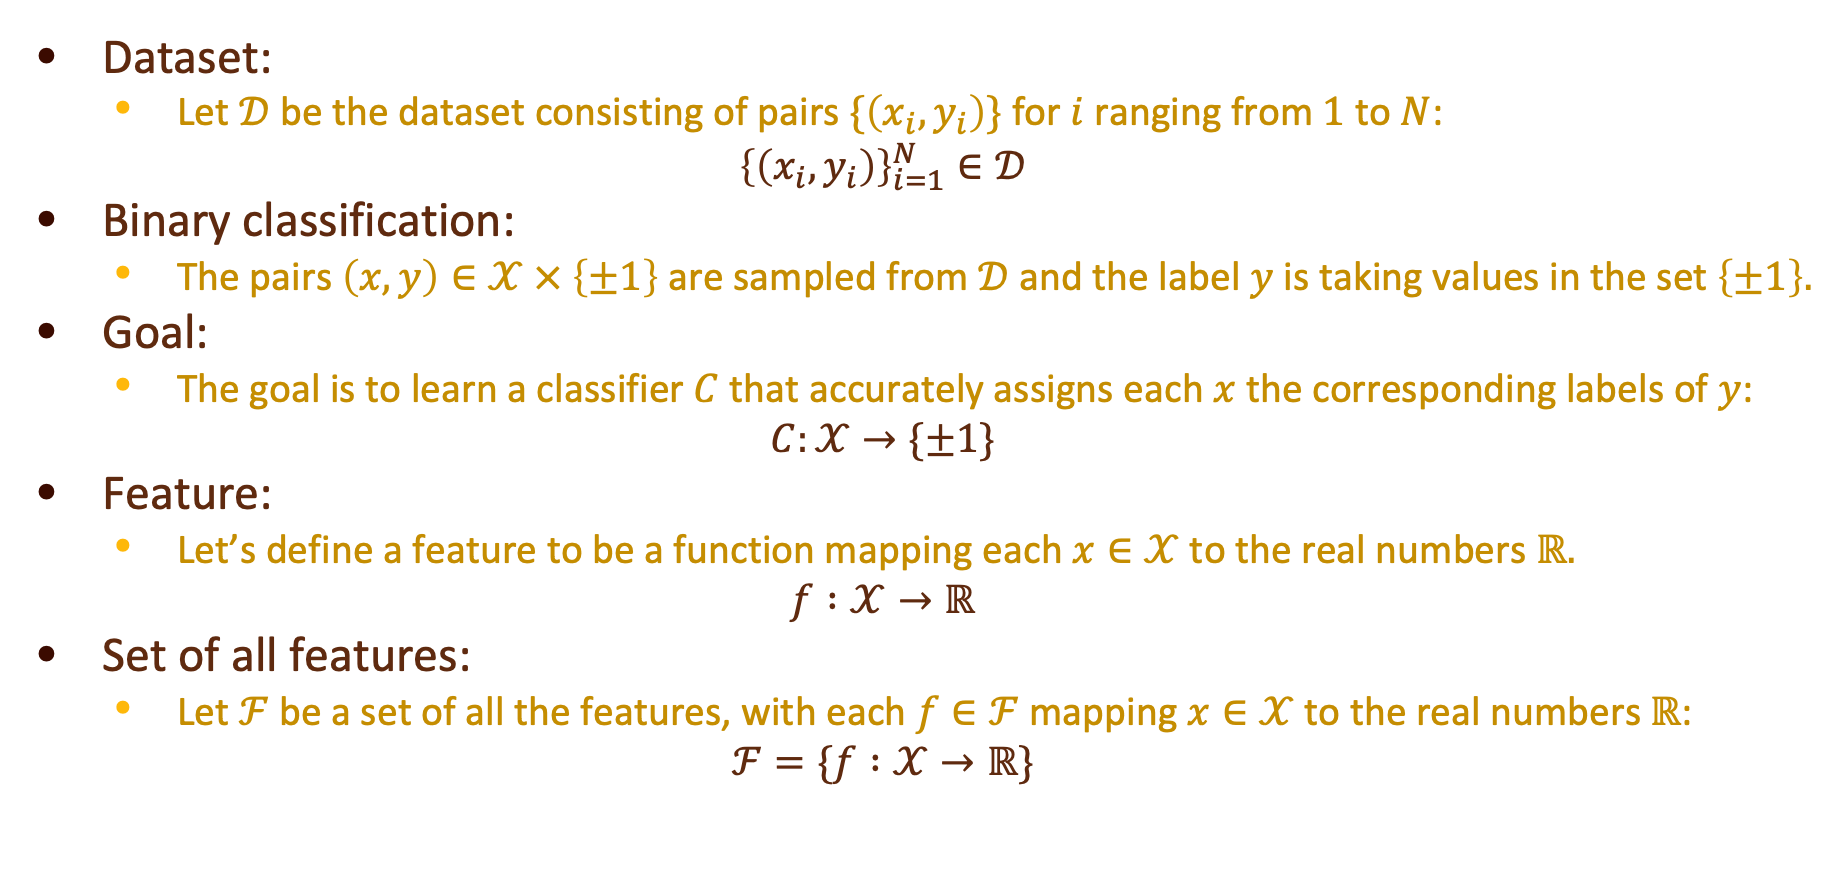 • Dataset:
• Let 𝒟 be the dataset consisting of pairs {(xᵢ, yᵢ)} for i ranging from 1 to N:
{(xᵢ, yᵢ)}ᵢ₌₁ᴺ ∈ 𝒟
• Binary classification:
• The pairs (x, y) ∈ 𝒳 × {±1} are sampled from 𝒟 and the label y is taking values in the set {±1}.
• Goal:
• The goal is to learn a classifier C that accurately assigns each x the corresponding labels of y:
C: 𝒳 → {±1}
• Feature:
• Let’s define a feature to be a function mapping each x ∈ 𝒳 to the real numbers ℝ.
f : 𝒳 → ℝ
• Set of all features:
• Let ℱ be a set of all the features, with each f ∈ ℱ mapping x ∈ 𝒳 to the real numbers ℝ:
ℱ = {f : 𝒳 → ℝ}